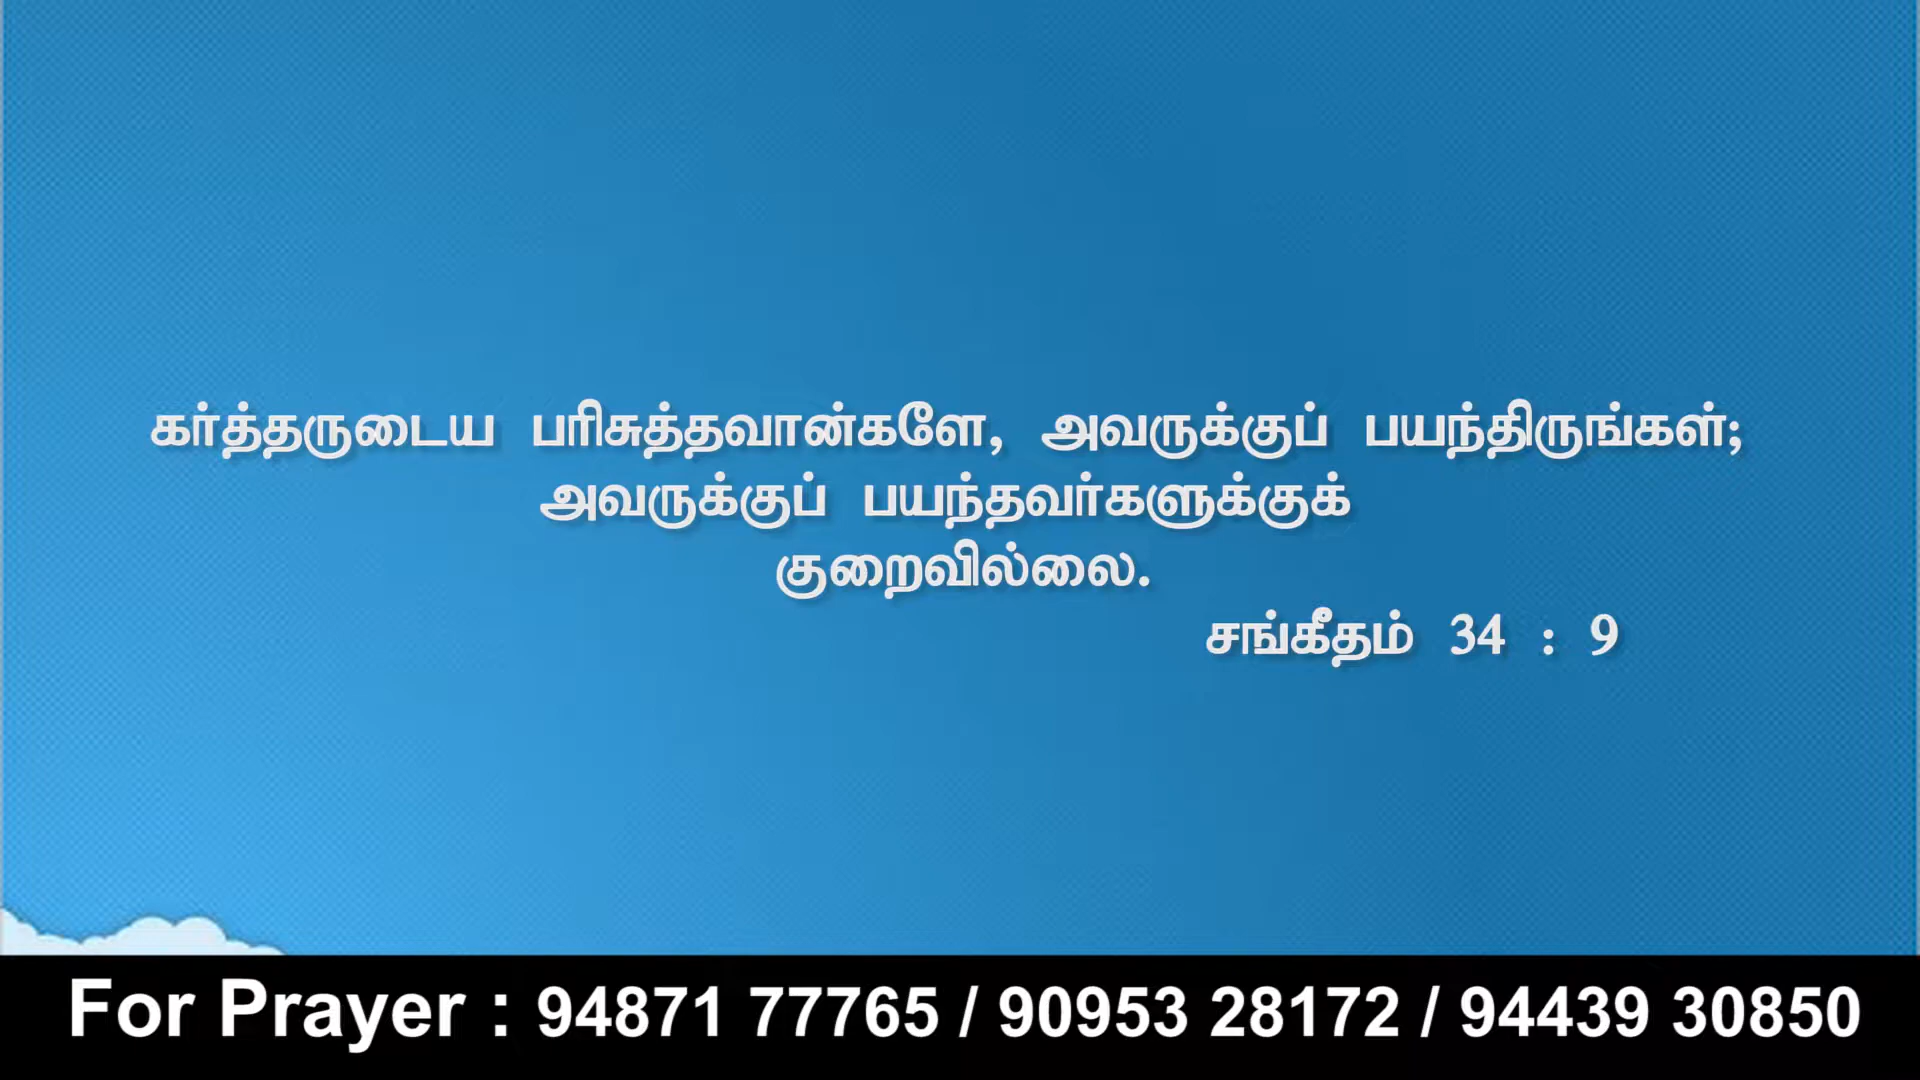 கர்த்தருடைய பரிசுத்தவான்களே, அவருக்குப் பயந்திருங்கள்;
அவருக்குப் பயந்தவர்களுக்குக்
குறைவில்லை.
சங்கீதம் 34 : 9
For Prayer : 94871 77765 / 90953 28172 / 94439 30850